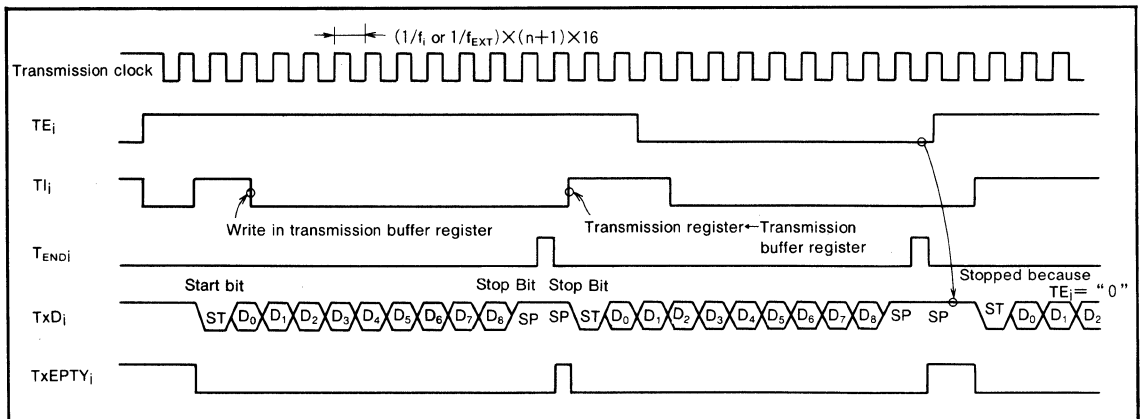 (1/fi or 1/fEXT)×(n+1)×16
Transmission clock
TEi
TIi
Write in transmission buffer register
Transmission register←Transmission
buffer register
TENDi
Start bit
Stop Bit
Stop Bit
Stopped because
TEi= "0"
TxDi
ST D0 D1 D2 D3 D4 D5 D6 D7 D8 SP SP ST D0 D1 D2 D3 D4 D5 D6 D7 D8 SP SP ST D0 D1 D2
TxEPTYi